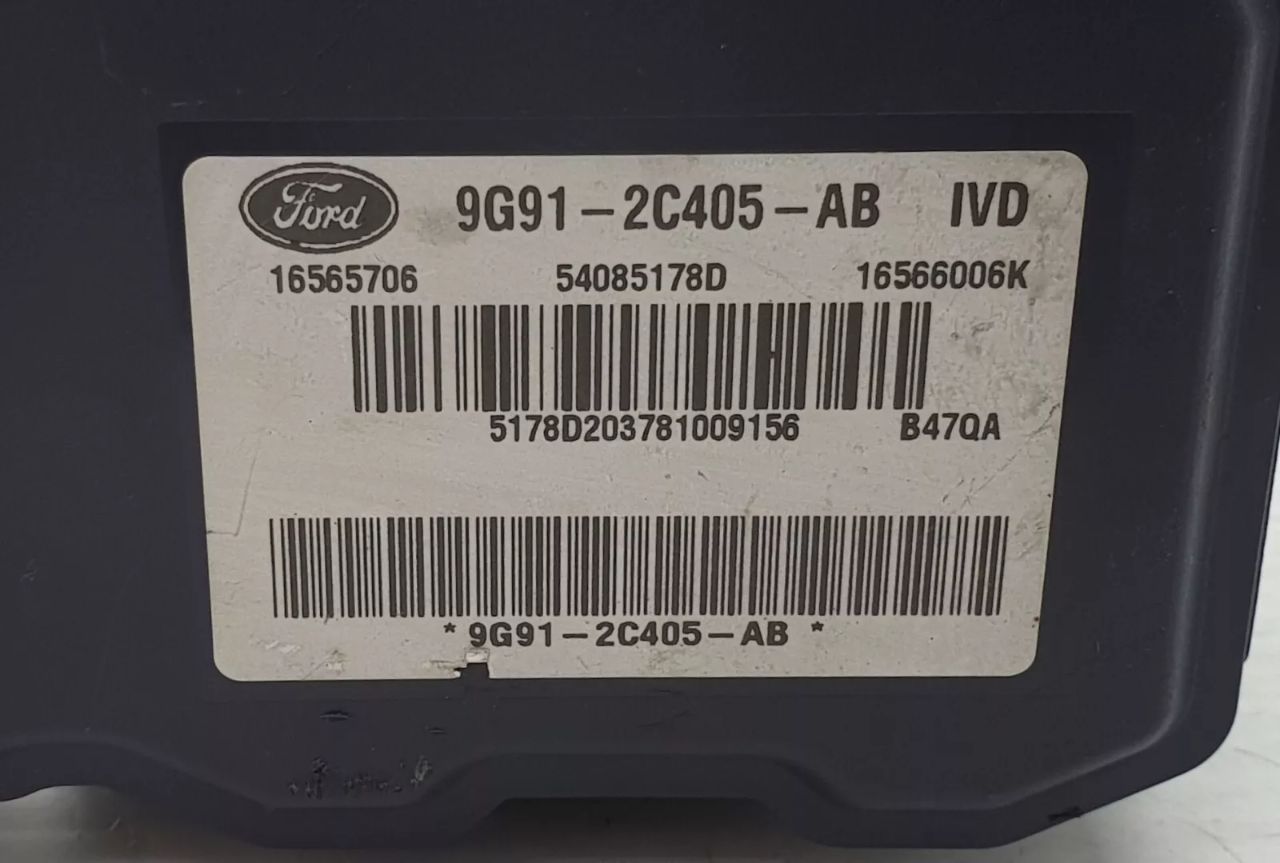 Ford 9G91-2C405-AB IVD
16565706 54085178D 16566006K
5178D203781009156 B47QA
*9G91-2C405-AB*